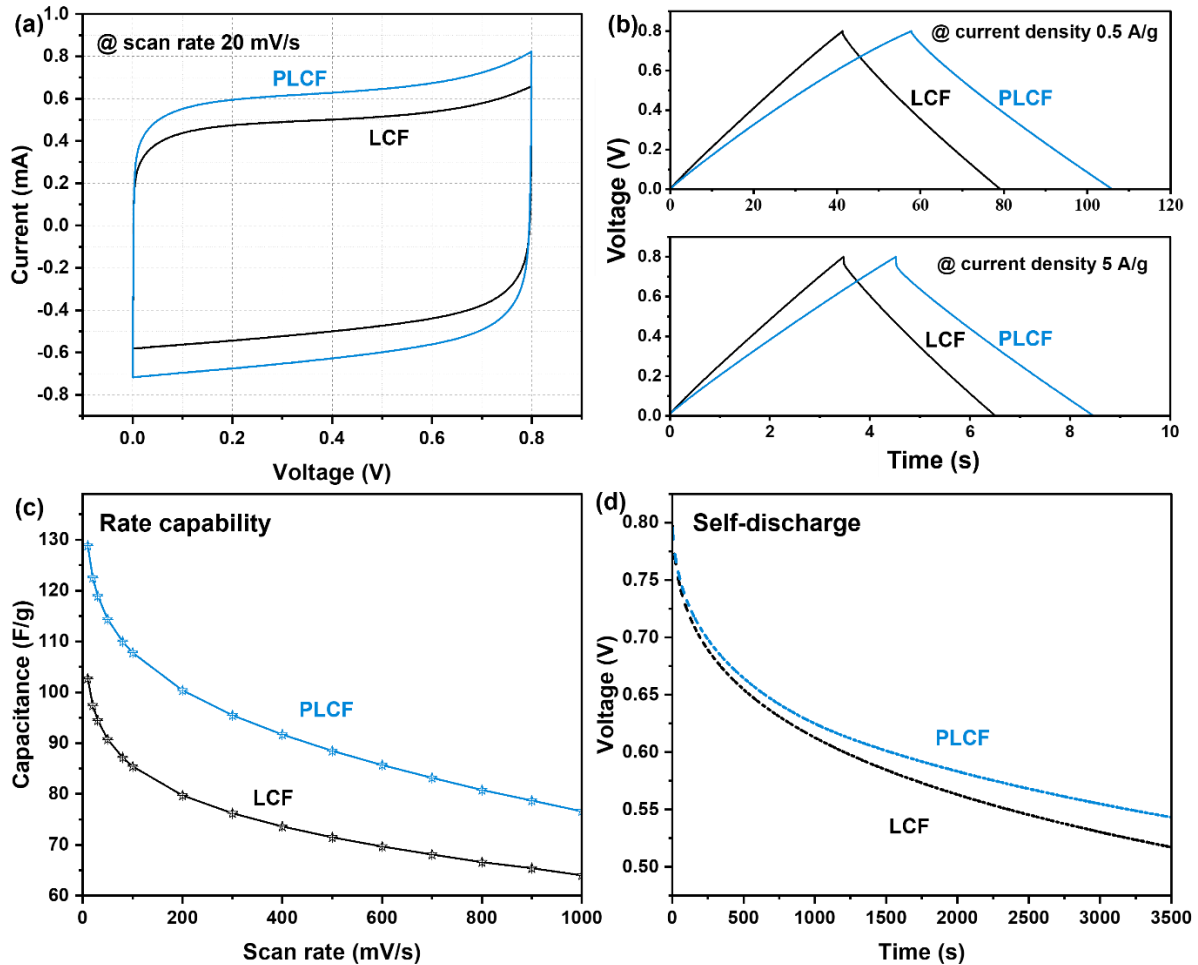 (a)
@ scan rate 20 mV/s
PLCF
LCF
1.0
0.8
0.6
0.4
0.2
0.0
-0.2
-0.4
-0.6
-0.8
Current (mA)
0.0 0.2 0.4 0.6 0.8
Voltage (V)
(b)
@ current density 0.5 A/g
LCF
PLCF
0.8
0.6
0.4
0.2
0.0
0 20 40 60 80 100 120
@ current density 5 A/g
LCF
PLCF
0.8
0.6
0.4
0.2
0.0
0 2 4 6 8 10
Voltage (V)
Time (s)
(c)
Rate capability
PLCF
LCF
130
120
110
100
90
80
70
60
Capacitance (F/g)
0 200 400 600 800 1000
Scan rate (mV/s)
(d)
Self-discharge
PLCF
LCF
0.80
0.75
0.70
0.65
0.60
0.55
0.50
Voltage (V)
0 500 1000 1500 2000 2500 3000 3500
Time (s)